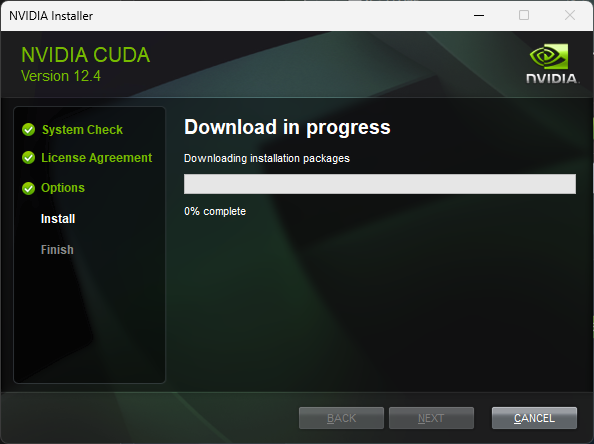 NVIDIA Installer
NVIDIA CUDA
Version 12.4
NVIDIA.
System Check
License Agreement
Options
Install
Finish
Download in progress
Downloading installation packages
0% complete
BACK
NEXT
CANCEL